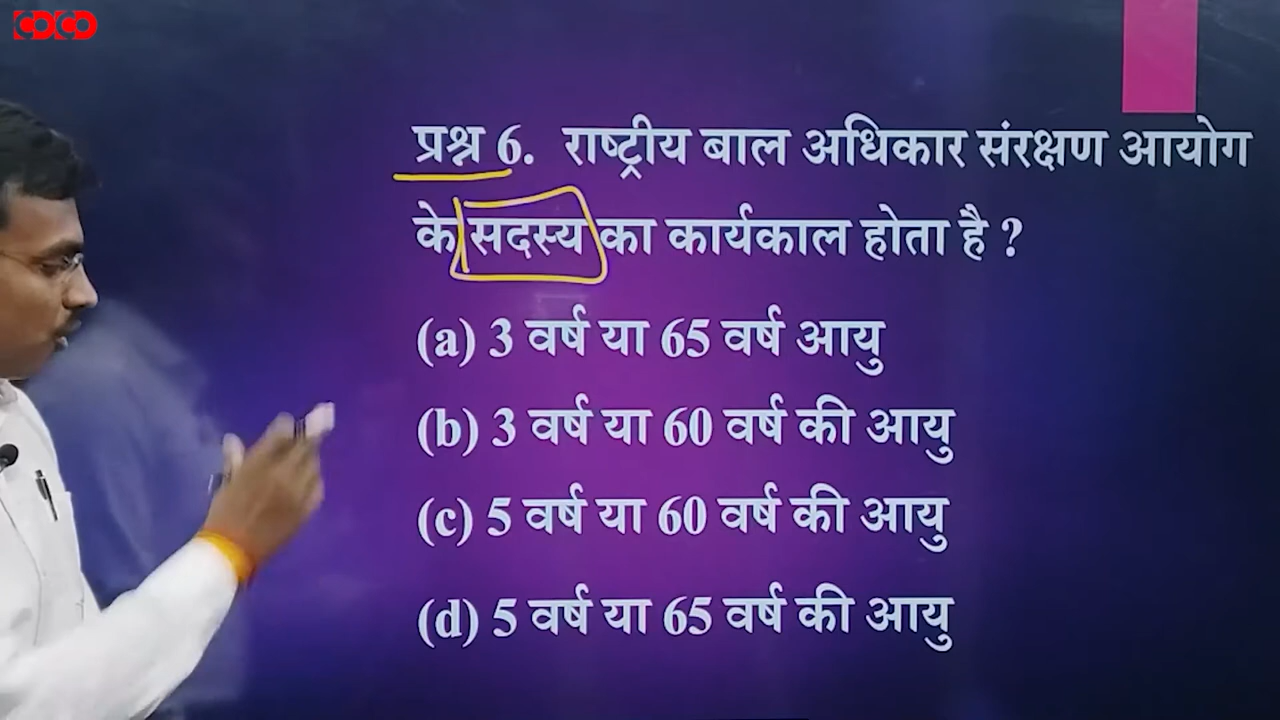 COCO
प्रश्न 6. राष्ट्रीय बाल अधिकार संरक्षण आयोग
के सदस्य का कार्यकाल होता है ?
(a) 3 वर्ष या 65 वर्ष आयु
(b) 3 वर्ष या 60 वर्ष की आयु
(c) 5 वर्ष या 60 वर्ष की आयु
(d) 5 वर्ष या 65 वर्ष की आयु